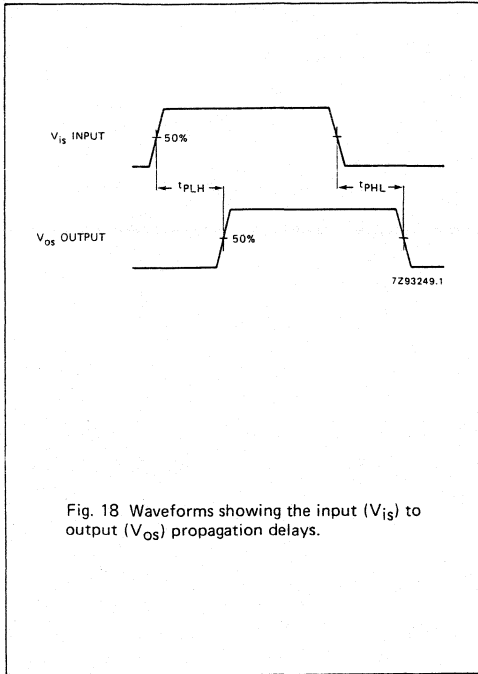 V_is INPUT
50%
t_PLH
t_PHL
V_os OUTPUT
50%
7Z93249.1
Fig. 18 Waveforms showing the input (V_is) to
output (V_os) propagation delays.